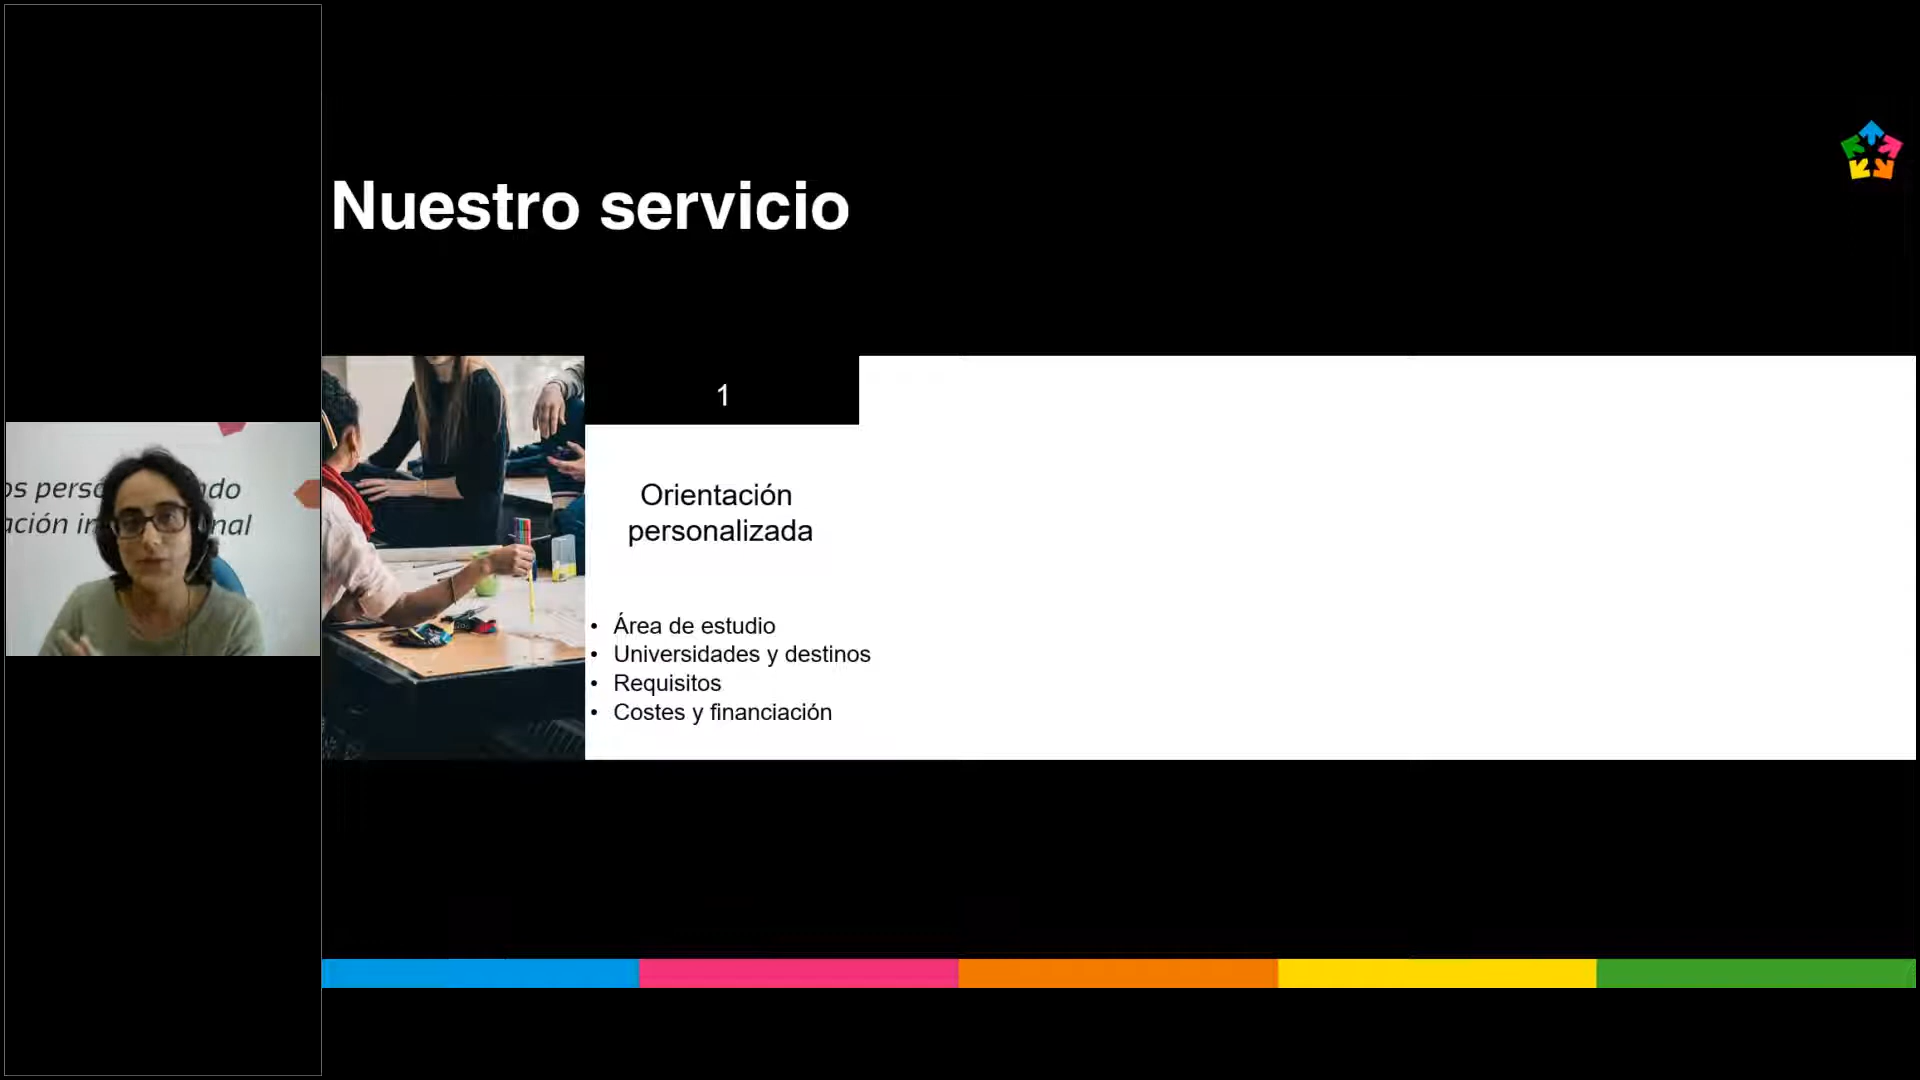 Nuestro servicio
1
Orientación
personalizada
• Área de estudio
• Universidades y destinos
• Requisitos
• Costes y financiación